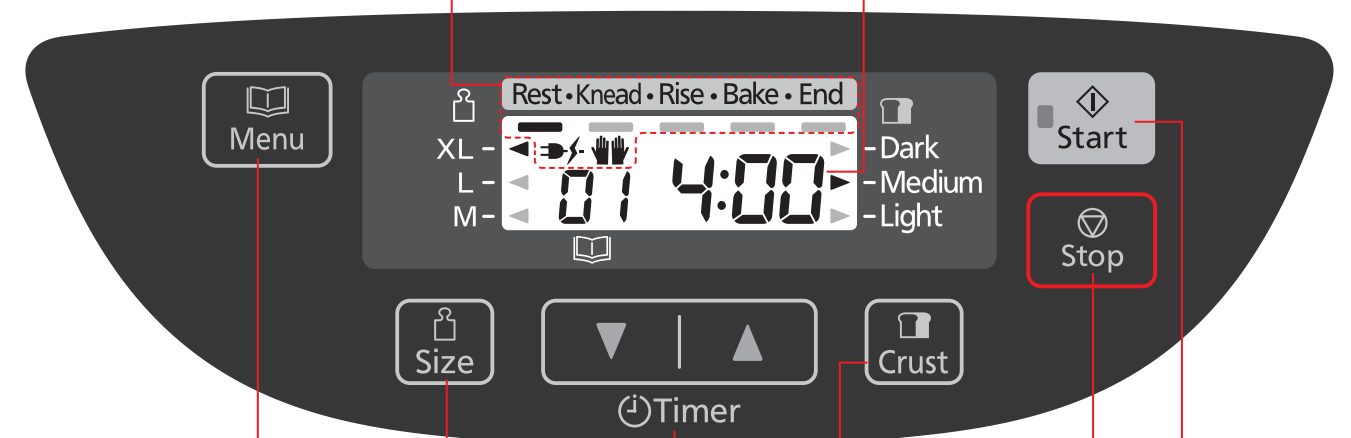 Menu
Rest • Knead • Rise • Bake • End
XL
L
M
01 4:00
Dark
Medium
Light
Start
Stop
Size
Crust
Timer